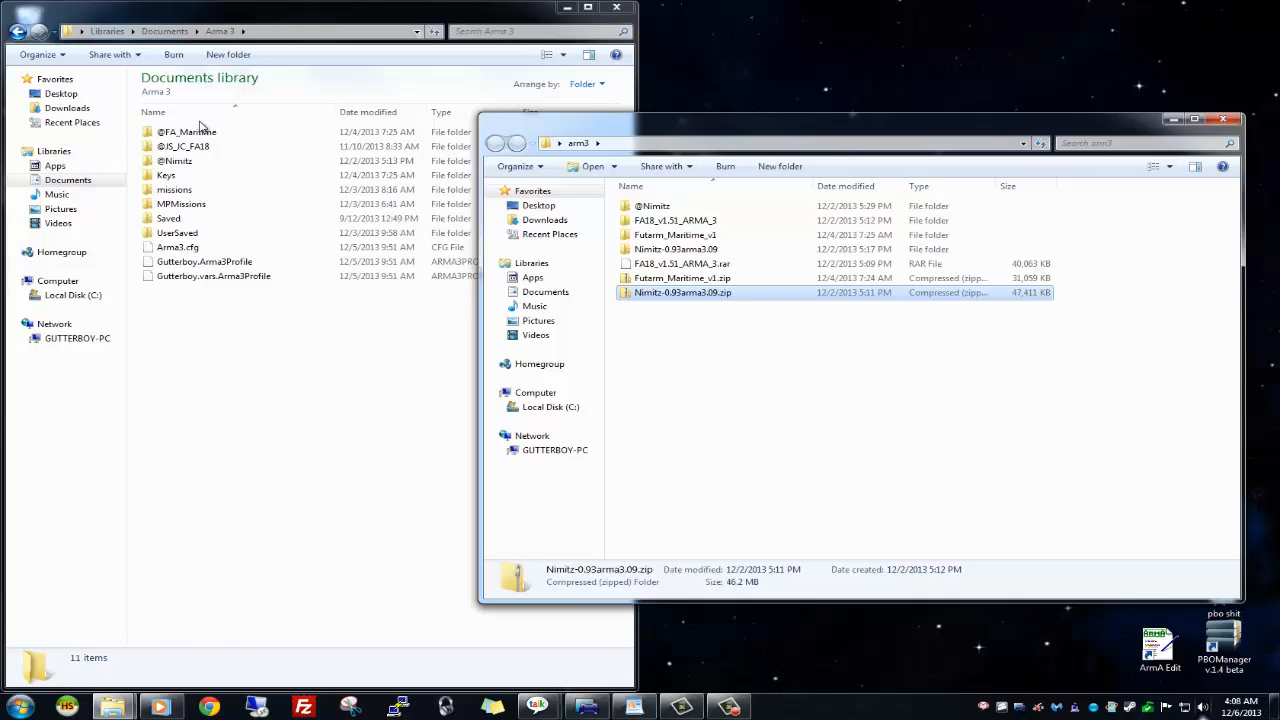 Libraries Documents Arma 3
Search Arma 3
Organize Share with Burn New folder
Favorites
Desktop
Downloads
Recent Places
Libraries
Apps
Documents
Music
Pictures
Videos
Homegroup
Computer
Local Disk (C:)
Network
GUTTERBOY-PC
Documents library
Arma 3
Arrange by: Folder
Name Date modified Type
@FA_Maritime 12/4/2013 7:25 AM File folder
@JS_JC_FA18 11/10/2013 8:33 AM File folder
@Nimitz 12/2/2013 5:13 PM File folder
Keys 12/4/2013 7:25 AM File folder
missions 12/3/2013 8:16 AM File folder
MPMissions 12/3/2013 6:41 AM File folder
Saved 9/12/2013 12:49 PM File folder
UserSaved 12/3/2013 9:58 AM File folder
Arma3.cfg 12/5/2013 9:51 AM CFG File
Gutterboy.Arma3Profile 12/5/2013 9:51 AM ARMA3PRO
Gutterboy.vars.Arma3Profile 12/5/2013 9:51 AM ARMA3PRO
11 items
arm3
Search arm3
Organize Open Share with Burn New folder
Favorites
Desktop
Downloads
Recent Places
Libraries
Apps
Documents
Music
Pictures
Videos
Homegroup
Computer
Local Disk (C:)
Network
GUTTERBOY-PC
Name Date modified Type Size
@Nimitz 12/2/2013 5:29 PM File folder
FA18_v1.51_ARMA_3 12/2/2013 5:12 PM File folder
Futarm_Maritime_v1 12/4/2013 7:25 AM File folder
Nimitz-0.93arma3.09 12/2/2013 5:17 PM File folder
FA18_v1.51_ARMA_3.rar 12/2/2013 5:09 PM RAR File 40,063 KB
Futarm_Maritime_v1.zip 12/4/2013 7:24 AM Compressed (zipp... 31,059 KB
Nimitz-0.93arma3.09.zip 12/2/2013 5:11 PM Compressed (zipp... 47,411 KB
Nimitz-0.93arma3.09.zip Date modified: 12/2/2013 5:11 PM Date created: 12/2/2013 5:12 PM
Compressed (zipped) Folder Size: 46.2 MB
pbo shit
ArmA Edit
PBOManager
v.1.4 beta
HS
talk
Fz
4:08 AM
12/6/2013